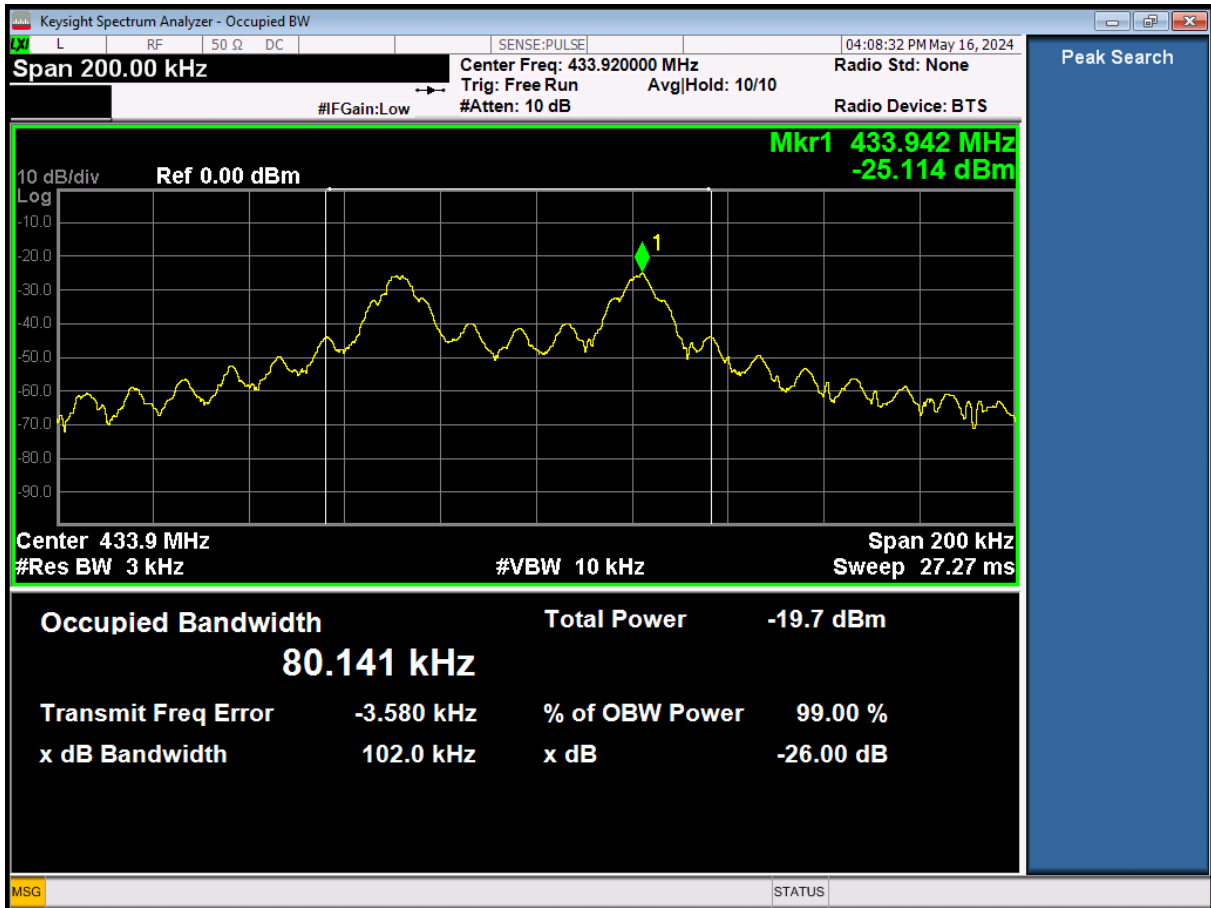 Keysight Spectrum Analyzer - Occupied BW
LXI L RF 50 Ω DC SENSE:PULSE 04:08:32 PM May 16, 2024
Span 200.00 kHz
Center Freq: 433.920000 MHz Radio Std: None
Trig: Free Run Avg|Hold: 10/10
#IFGain:Low #Atten: 10 dB Radio Device: BTS
Peak Search
Mkr1 433.942 MHz
-25.114 dBm
10 dB/div Ref 0.00 dBm
Log
-10.0
1
-20.0
-30.0
-40.0
-50.0
-60.0
-70.0
-80.0
-90.0
Center 433.9 MHz Span 200 kHz
#Res BW 3 kHz #VBW 10 kHz Sweep 27.27 ms
Occupied Bandwidth Total Power -19.7 dBm
80.141 kHz
Transmit Freq Error -3.580 kHz % of OBW Power 99.00 %
x dB Bandwidth 102.0 kHz x dB -26.00 dB
MSG STATUS